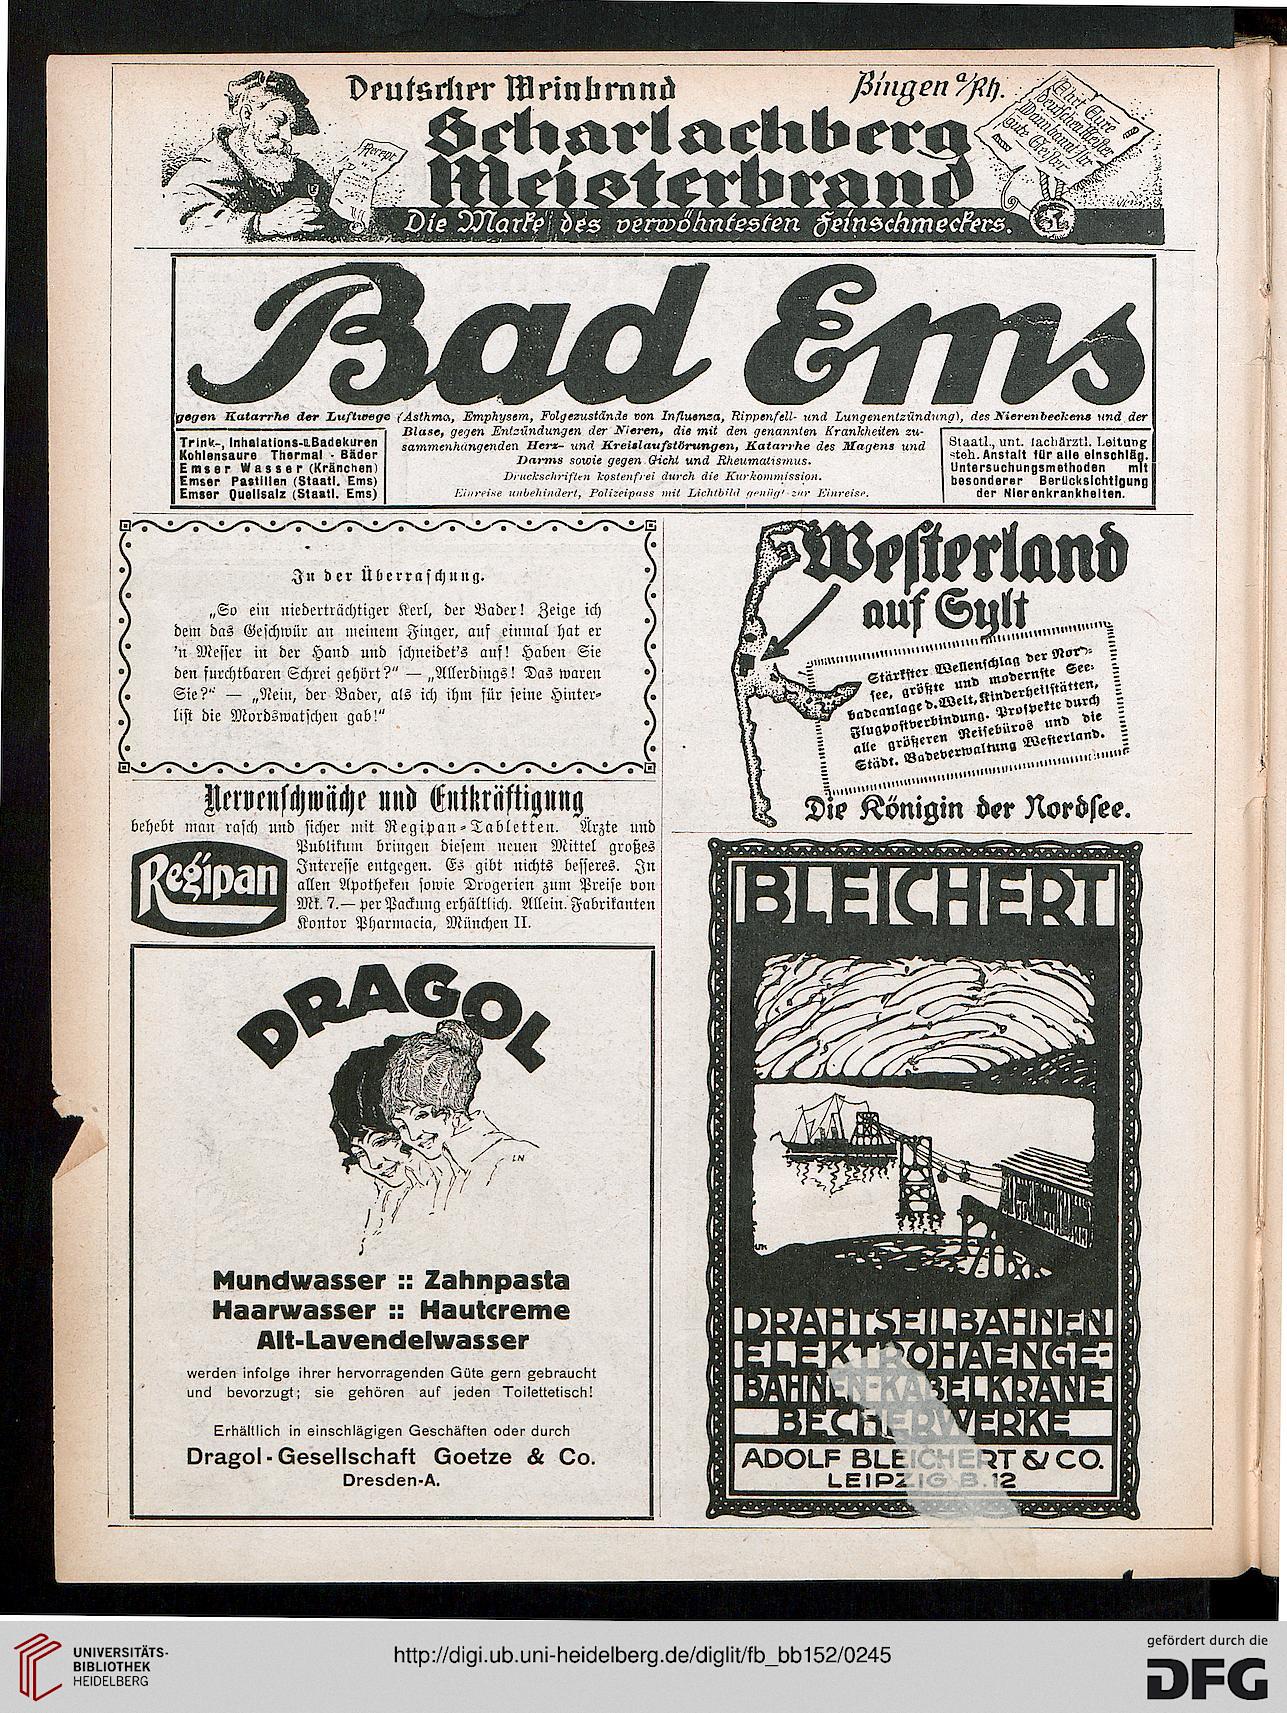 Deutscher Weinbrand
Bingen a/Rh.
Scharlachberg
Meisterbrand
Rezept
Die Marke des verwöhntesten Feinschmeckers.
Bad Ems
gegen Katarrhe der Luftwege (Asthma, Emphysem, Folgezustände von Influenza, Rippenfell- und Lungenentzündung), des Nierenbeckens und der
Blase, gegen Entzündungen der Nieren, die mit den genannten Krankheiten zu-
sammenhängenden Herz- und Kreislaufstörungen, Katarrhe des Magens und
Darms sowie gegen Gicht und Rheumatismus.
Druckschriften kostenfrei durch die Kurkommission.
Einreise unbehindert, Polizeipass mit Lichtbild genügt zur Einreise.
Trink-, Inhalations-u.Badekuren
Kohlensaure Thermal - Bäder
Emser Wasser (Kränchen)
Emser Pastillen (Staatl. Ems)
Emser Quellsalz (Staatl. Ems)
Staatl., unt. fachärztl. Leitung
steh. Anstalt für alle einschläg.
Untersuchungsmethoden mit
besonderer Berücksichtigung
der Nierenkrankheiten.
In der Überraschung.
„So ein niederträchtiger Kerl, der Bader! Zeige ich
dem das Geschwür an meinem Finger, auf einmal hat er
'n Messer in der Hand und schneidet's auf! Haben Sie
den furchtbaren Schrei gehört?“ — „Allerdings! Das waren
Sie?“ — „Nein, der Bader, als ich ihm für seine Hinter-
list die Mordswatschen gab!“
Westerland
auf Sylt
Stärkster Wellenschlag der Nord-
see, größte und modernste See-
badeanlage d. Welt, Kinderheilstätten,
Flugpostverbindung. Prospekte durch
alle größeren Reisebüros und die
Städt. Badeverwaltung Westerland.
Die Königin der Nordsee.
Nervenschwäche und Entkräftigung
behebt man rasch und sicher mit Regipan-Tabletten. Ärzte und
Publikum bringen diesem neuen Mittel großes
Interesse entgegen. Es gibt nichts besseres. In
allen Apotheken sowie Drogerien zum Preise von
Mk. 7.— per Packung erhältlich. Allein. Fabrikanten
Kontor Pharmacia, München II.
Regipan
DRAGOL
LN
Mundwasser :: Zahnpasta
Haarwasser :: Hautcreme
Alt-Lavendelwasser
werden infolge ihrer hervorragenden Güte gern gebraucht
und bevorzugt; sie gehören auf jeden Toilettetisch!
Erhältlich in einschlägigen Geschäften oder durch
Dragol-Gesellschaft Goetze & Co.
Dresden-A.
BLEICHERT
DRAHTSEILBAHNEN
ELEKTROHAENGE-
BAHNEN-KABELKRANE
BECHERWERKE
ADOLF BLEICHERT & CO.
LEIPZIG B.12
UNIVERSITÄTS-
BIBLIOTHEK
HEIDELBERG
http://digi.ub.uni-heidelberg.de/diglit/fb_bb152/0245
gefördert durch die
DFG